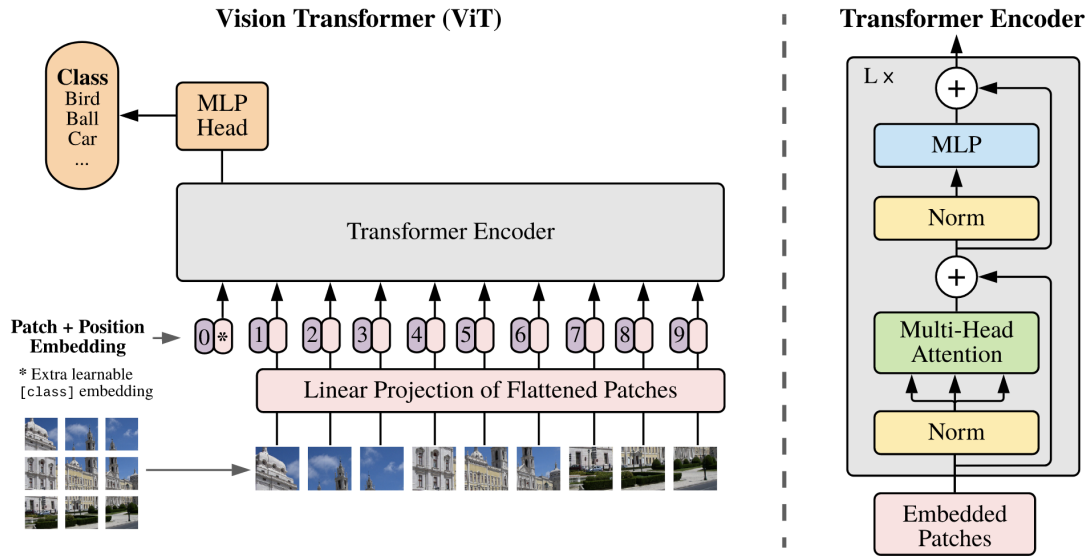 Vision Transformer (ViT)
Class
Bird
Ball
Car
...
MLP
Head
Transformer Encoder
Patch + Position
Embedding
0 * 1 2 3 4 5 6 7 8 9
* Extra learnable
[class] embedding
Linear Projection of Flattened Patches
Transformer Encoder
L ×
+
MLP
Norm
+
Multi-Head
Attention
Norm
Embedded
Patches